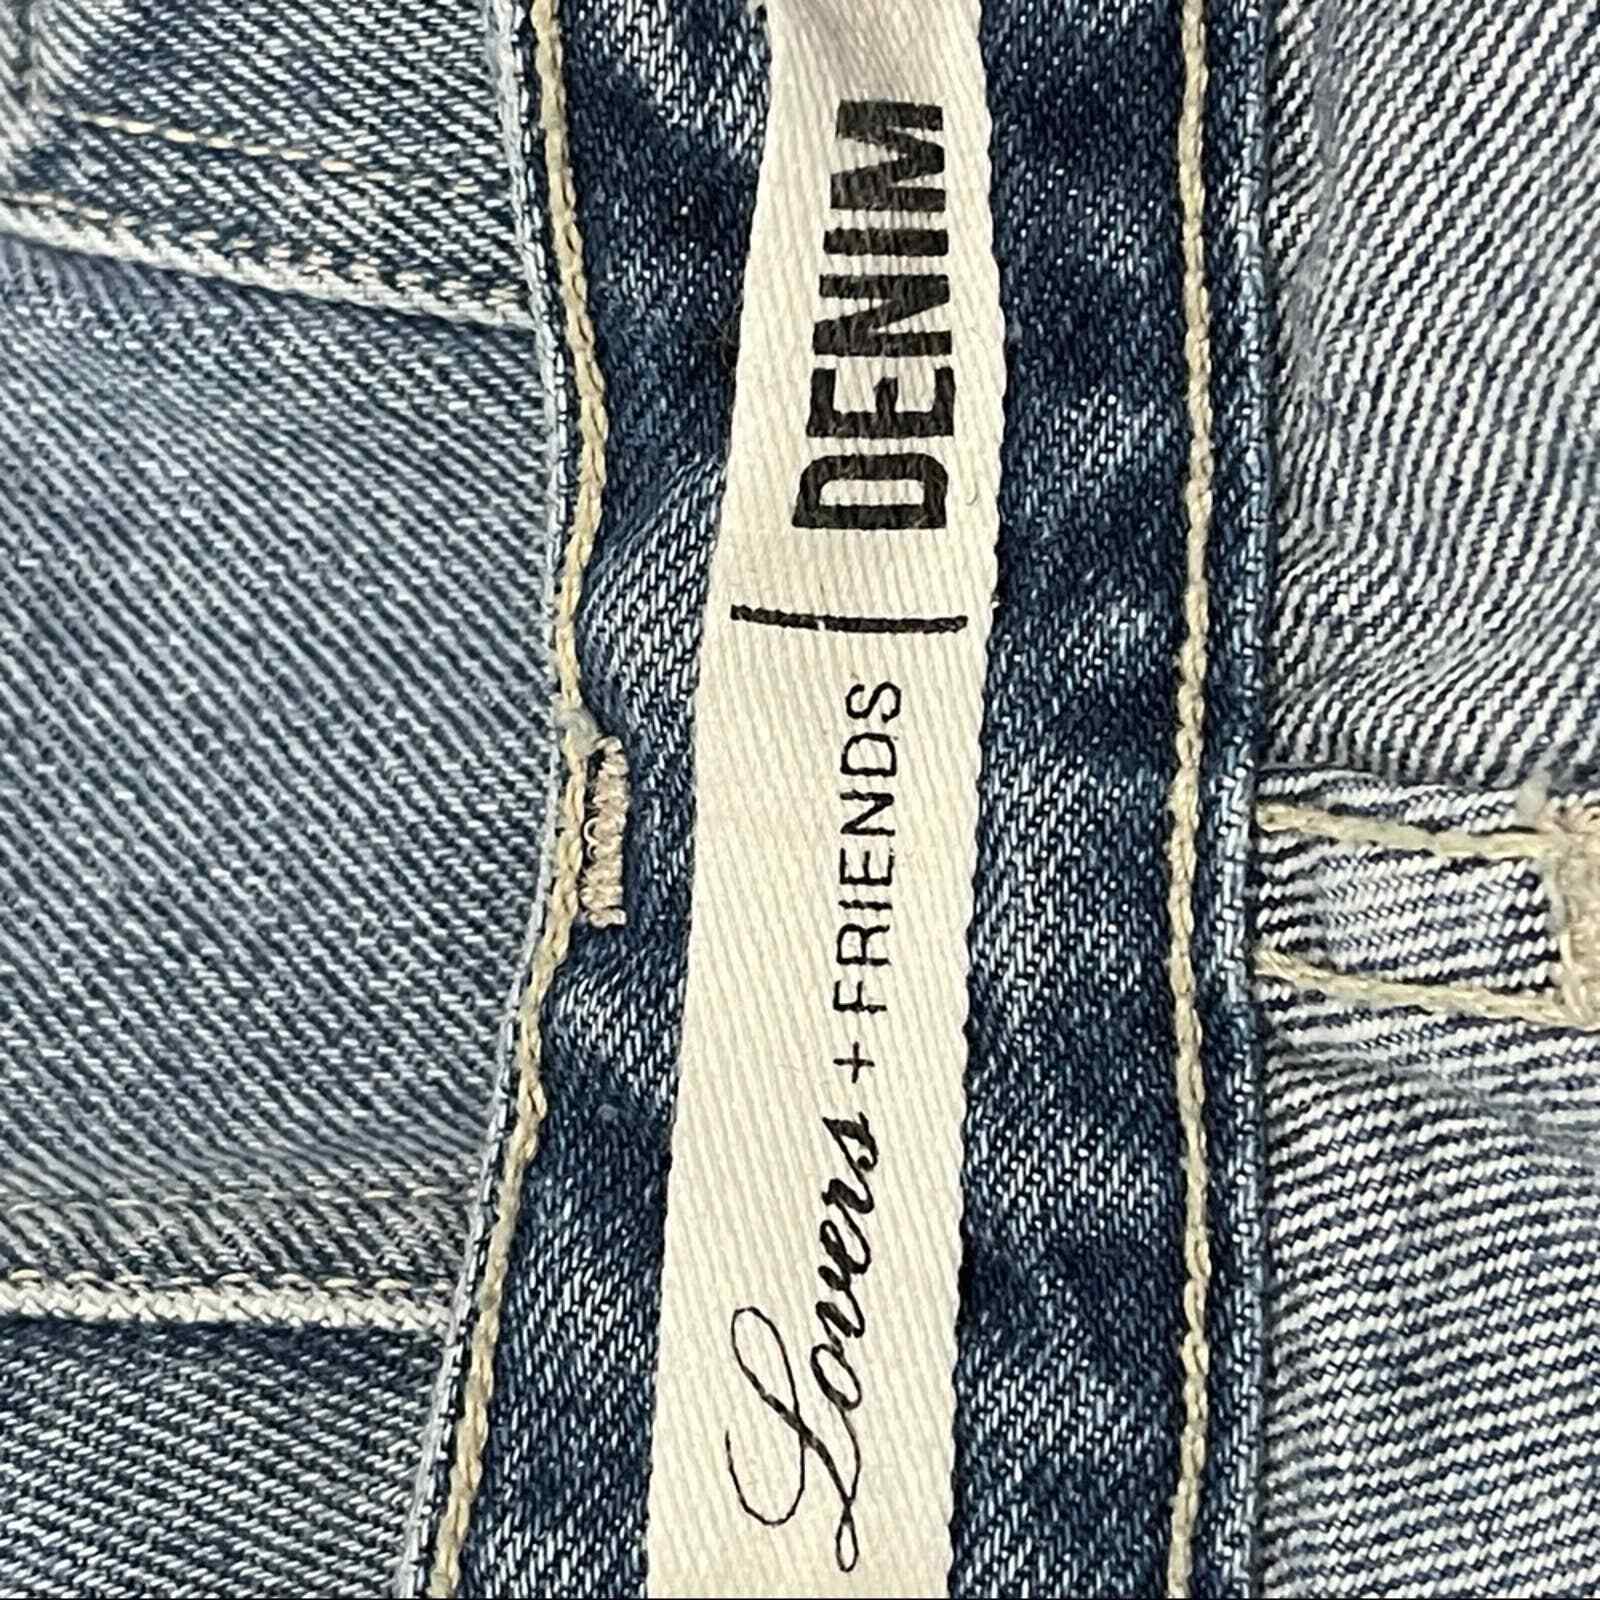 Lovers + FRIENDS | DENIM